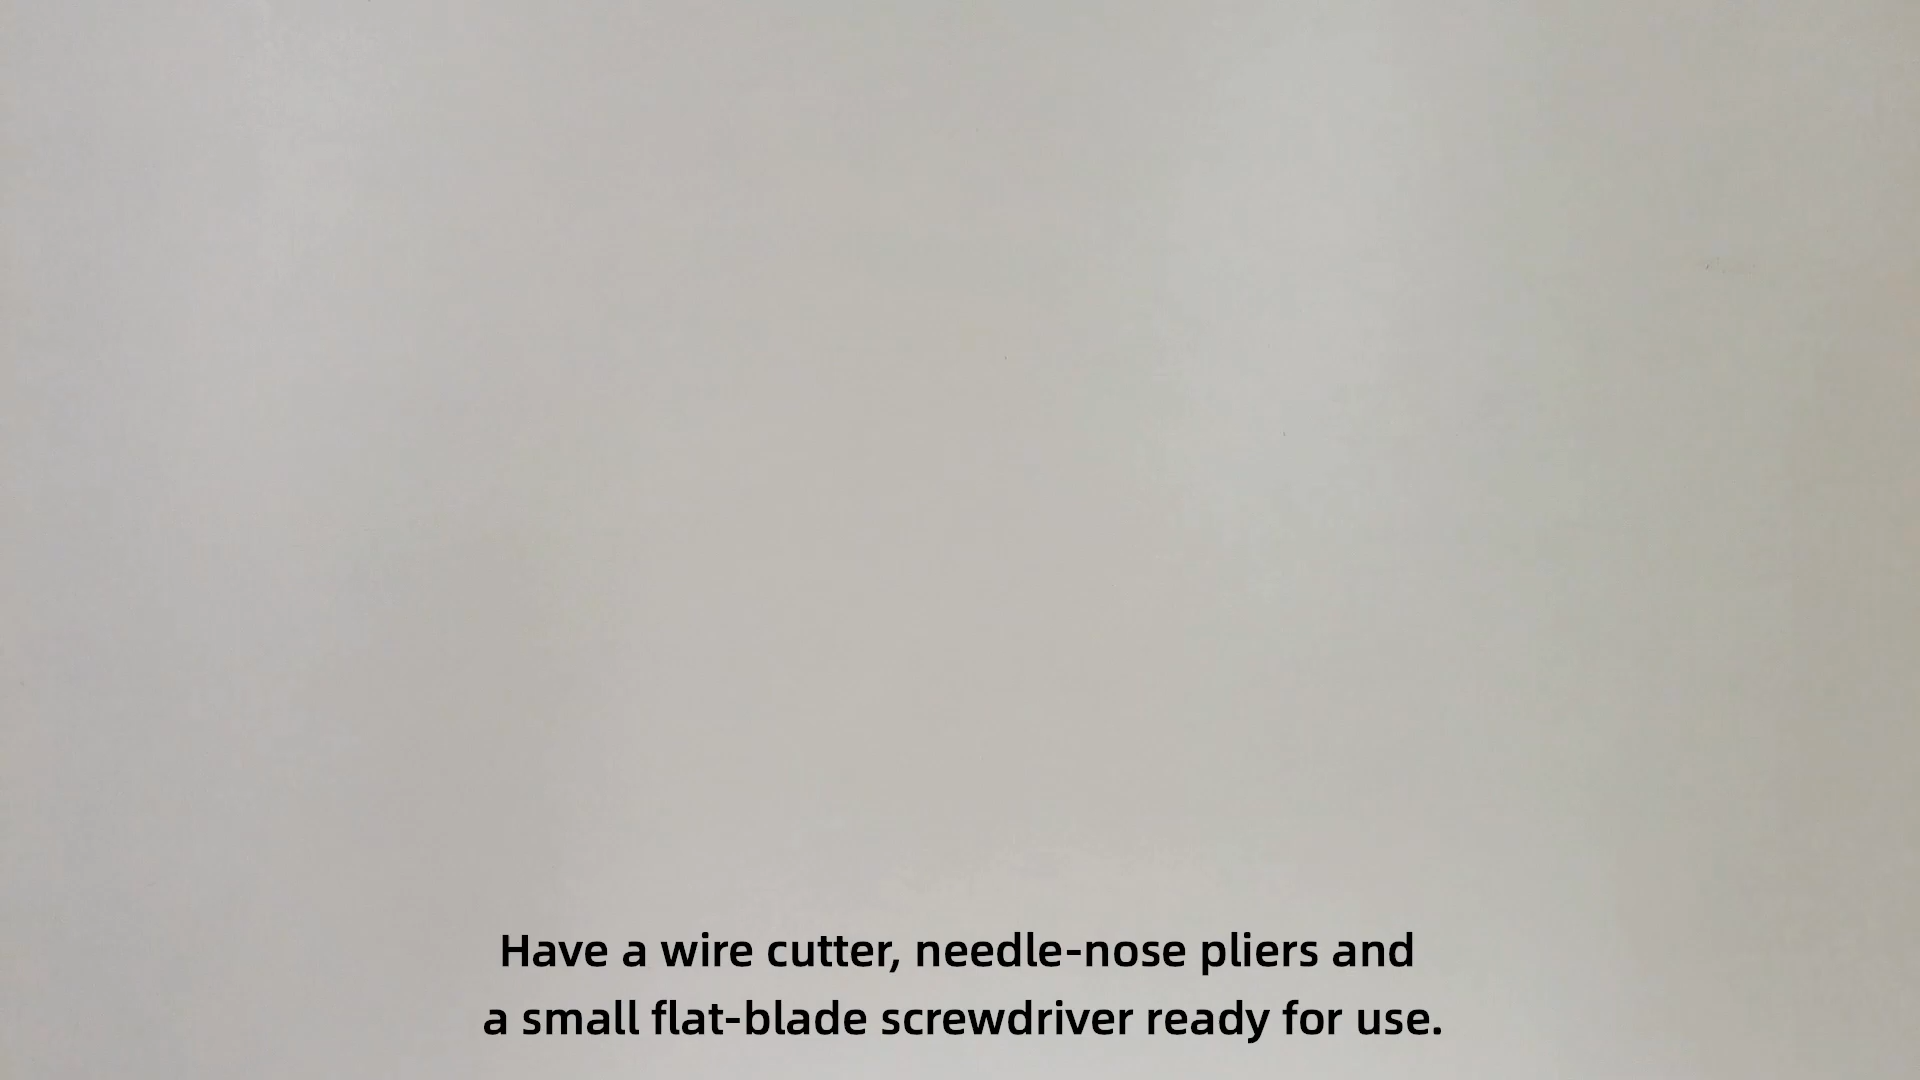 Have a wire cutter, needle-nose pliers and
a small flat-blade screwdriver ready for use.